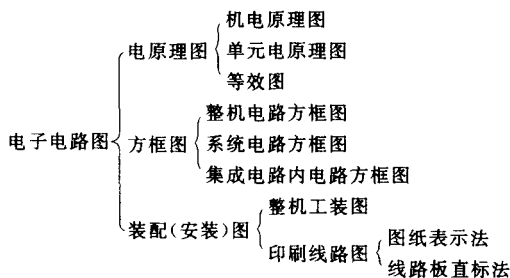 机电原理图
电原理图
单元电原理图
等效图
整机电路方框图
电子电路图
方框图
系统电路方框图
集成电路内电路方框图
整机工装图
装配(安装)图
图纸表示法
印刷线路图
线路板直标法